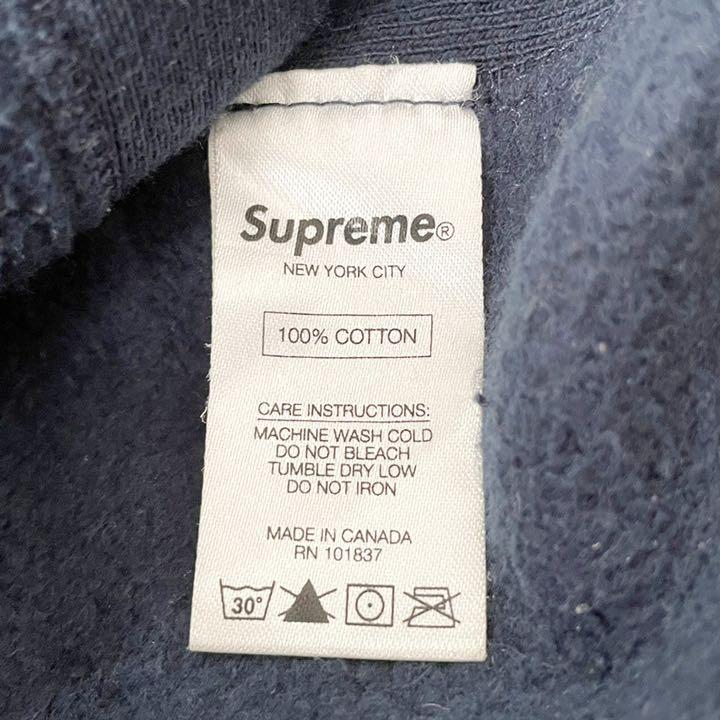 Supreme®
NEW YORK CITY
100% COTTON
CARE INSTRUCTIONS:
MACHINE WASH COLD
DO NOT BLEACH
TUMBLE DRY LOW
DO NOT IRON
MADE IN CANADA
RN 101837
30°